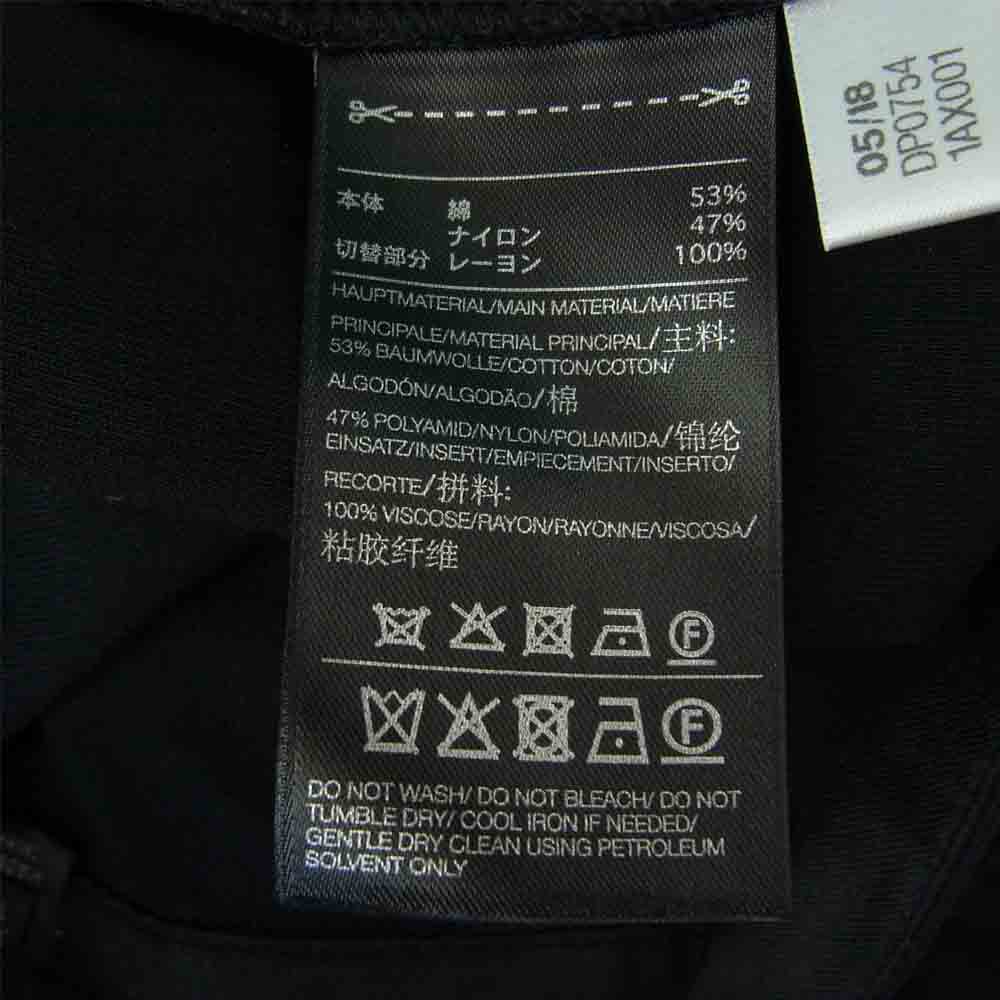 本体 綿 53%
ナイロン 47%
切替部分 レーヨン 100%
HAUPTMATERIAL/MAIN MATERIAL/MATIERE
PRINCIPALE/MATERIAL PRINCIPAL/主料:
53% BAUMWOLLE/COTTON/COTON/
ALGODÓN/ALGODÃO/棉
47% POLYAMID/NYLON/POLIAMIDA/锦纶
EINSATZ/INSERT/EMPIECEMENT/INSERTO/
RECORTE/拼料:
100% VISCOSE/RAYON/RAYONNE/VISCOSA/
粘胶纤维
F
F
DO NOT WASH/ DO NOT BLEACH/ DO NOT
TUMBLE DRY/ COOL IRON IF NEEDED/
GENTLE DRY CLEAN USING PETROLEUM
SOLVENT ONLY
05/18
DP0754
1AX001